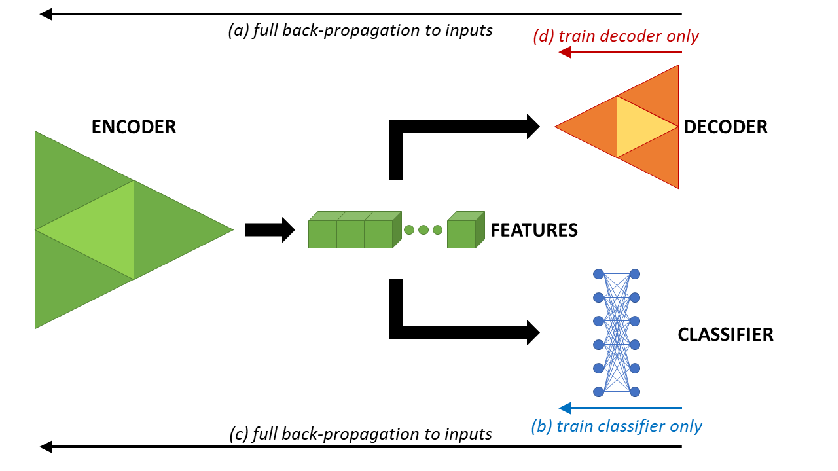 (a) full back-propagation to inputs
(d) train decoder only
ENCODER
DECODER
FEATURES
CLASSIFIER
(b) train classifier only
(c) full back-propagation to inputs